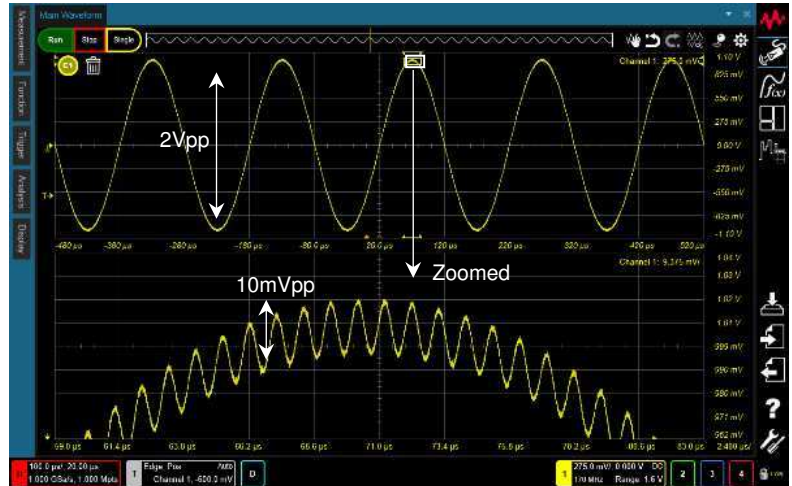 Main Waveform
Run
Stop
Single
Measurement
Function
Trigger
Analysis
Display
Channel 1: 275.0 mV/
1.10 V
825 mV
550 mV
275 mV
0.00 V
-275 mV
-550 mV
-825 mV
-1.10 V
2Vpp
-480 µs -380 µs -280 µs -180 µs -80.0 µs 20.0 µs 120 µs 220 µs 320 µs 420 µs 520 µs
Zoomed
10mVpp
Channel 1: 9.375 mV/
1.04 V
1.03 V
1.02 V
1.01 V
999 mV
990 mV
980 mV
971 mV
962 mV
61.4 µs 63.8 µs 66.2 µs 68.6 µs 71.0 µs 73.4 µs 75.8 µs 78.2 µs 83.0 µs 2.400 µs/
f(x)
?
H
100.0 µs/ 20.00 µs
1.000 GSa/s, 1.000 Mpts
T
Edge, Pos Auto
Channel 1, -600.0 mV
D
1
275.0 mV/ 0.000 V DC
170 MHz Range: 1.6 V
2
3
4